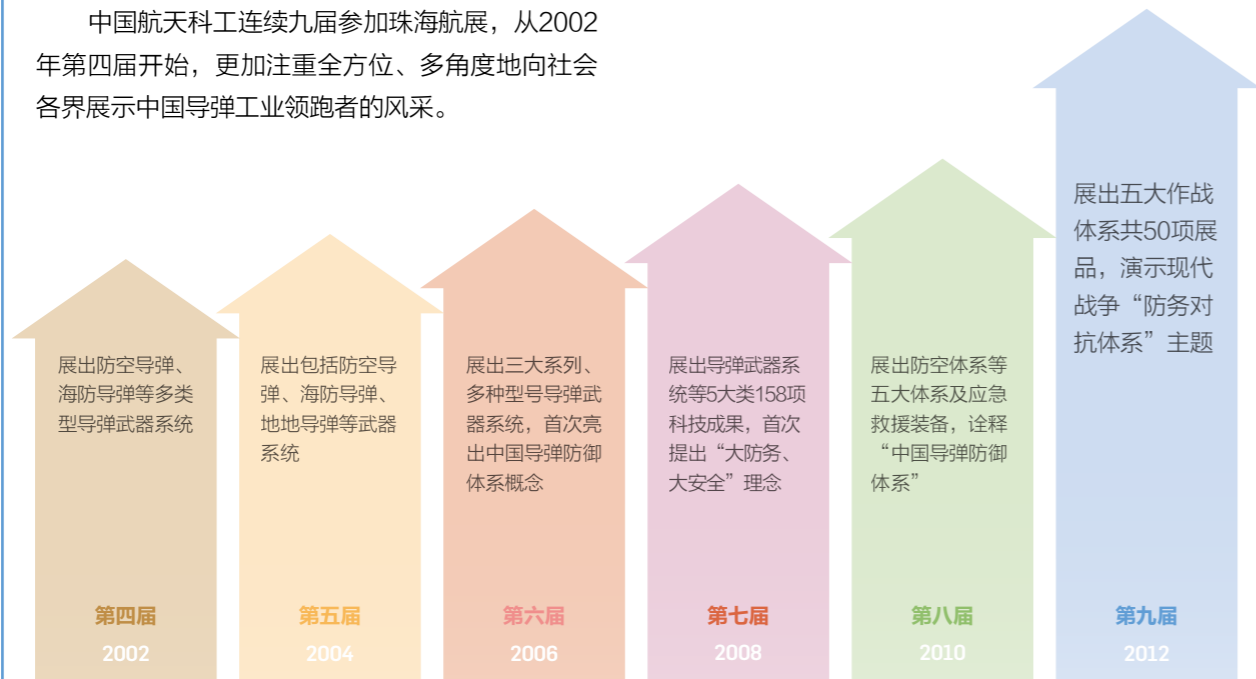 中国航天科工连续九届参加珠海航展，从2002
年第四届开始，更加注重全方位、多角度地向社会
各界展示中国导弹工业领跑者的风采。
展出防空导弹、
海防导弹等多类
型导弹武器系统
第四届
2002
展出包括防空导
弹、海防导弹、
地地导弹等武器
系统
第五届
2004
展出三大系列、
多种型号导弹武
器系统，首次亮
出中国导弹防御
体系概念
第六届
2006
展出导弹武器系
统等5大类158项
科技成果，首次
提出“大防务、
大安全”理念
第七届
2008
展出防空体系等
五大体系及应急
救援装备，诠释
“中国导弹防御
体系”
第八届
2010
展出五大作战
体系共50项展
品，演示现代
战争“防务对
抗体系”主题
第九届
2012